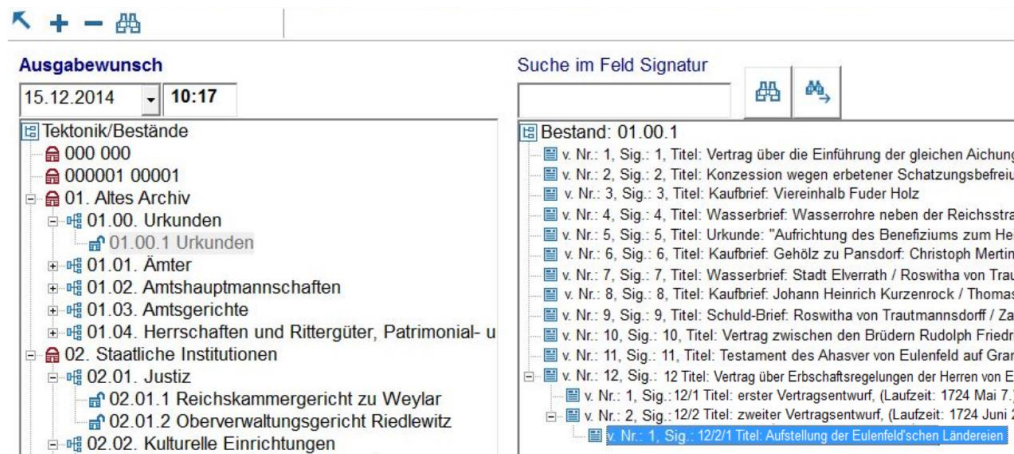 Ausgabewunsch
15.12.2014 10:17
Tektonik/Bestände
000 000
000001 00001
01. Altes Archiv
01.00. Urkunden
01.00.1 Urkunden
01.01. Ämter
01.02. Amtshauptmannschaften
01.03. Amtsgerichte
01.04. Herrschaften und Rittergüter, Patrimonial- u
02. Staatliche Institutionen
02.01. Justiz
02.01.1 Reichskammergericht zu Weylar
02.01.2 Oberverwaltungsgericht Riedlewitz
02.02. Kulturelle Einrichtungen
Suche im Feld Signatur
Bestand: 01.00.1
v. Nr.: 1, Sig.: 1, Titel: Vertrag über die Einführung der gleichen Aichung
v. Nr.: 2, Sig.: 2, Titel: Konzession wegen erbetener Schatzungsbefreiu
v. Nr.: 3, Sig.: 3, Titel: Kaufbrief: Viereinhalb Fuder Holz
v. Nr.: 4, Sig.: 4, Titel: Wasserbrief: Wasserrohre neben der Reichsstra
v. Nr.: 5, Sig.: 5, Titel: Urkunde: "Aufrichtung des Benefiziums zum He
v. Nr.: 6, Sig.: 6, Titel: Kaufbrief: Gehölz zu Pansdorf: Christoph Mertin
v. Nr.: 7, Sig.: 7, Titel: Wasserbrief: Stadt Elverrath / Roswitha von Trau
v. Nr.: 8, Sig.: 8, Titel: Kaufbrief: Johann Heinrich Kurzenrock / Thomas
v. Nr.: 9, Sig.: 9, Titel: Schuld-Brief: Roswitha von Trautmannsdorff / Za
v. Nr.: 10, Sig.: 10, Titel: Vertrag zwischen den Brüdern Rudolph Friedri
v. Nr.: 11, Sig.: 11, Titel: Testament des Ahasver von Eulenfeld auf Gran
v. Nr.: 12, Sig.: 12 Titel: Vertrag über Erbschaftsregelungen der Herren von E
v. Nr.: 1, Sig.:12/1 Titel: erster Vertragsentwurf, (Laufzeit: 1724 Mai 7.)
v. Nr.: 2, Sig.:12/2 Titel: zweiter Vertragsentwurf, (Laufzeit: 1724 Juni 2
v. Nr.: 1, Sig.: 12/2/1 Titel: Aufstellung der Eulenfeld'schen Ländereien